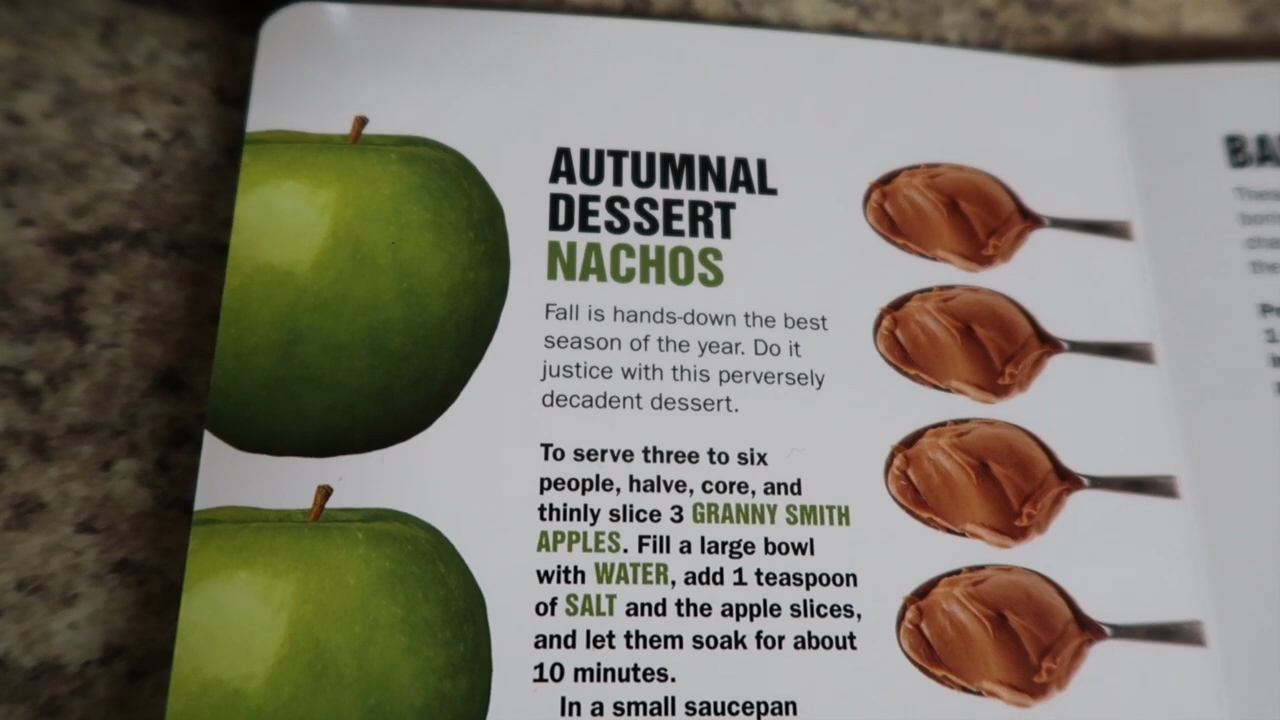 AUTUMNAL
DESSERT
NACHOS
Fall is hands-down the best
season of the year. Do it
justice with this perversely
decadent dessert.
To serve three to six
people, halve, core, and
thinly slice 3 GRANNY SMITH
APPLES. Fill a large bowl
with WATER, add 1 teaspoon
of SALT and the apple slices,
and let them soak for about
10 minutes.
In a small saucepan